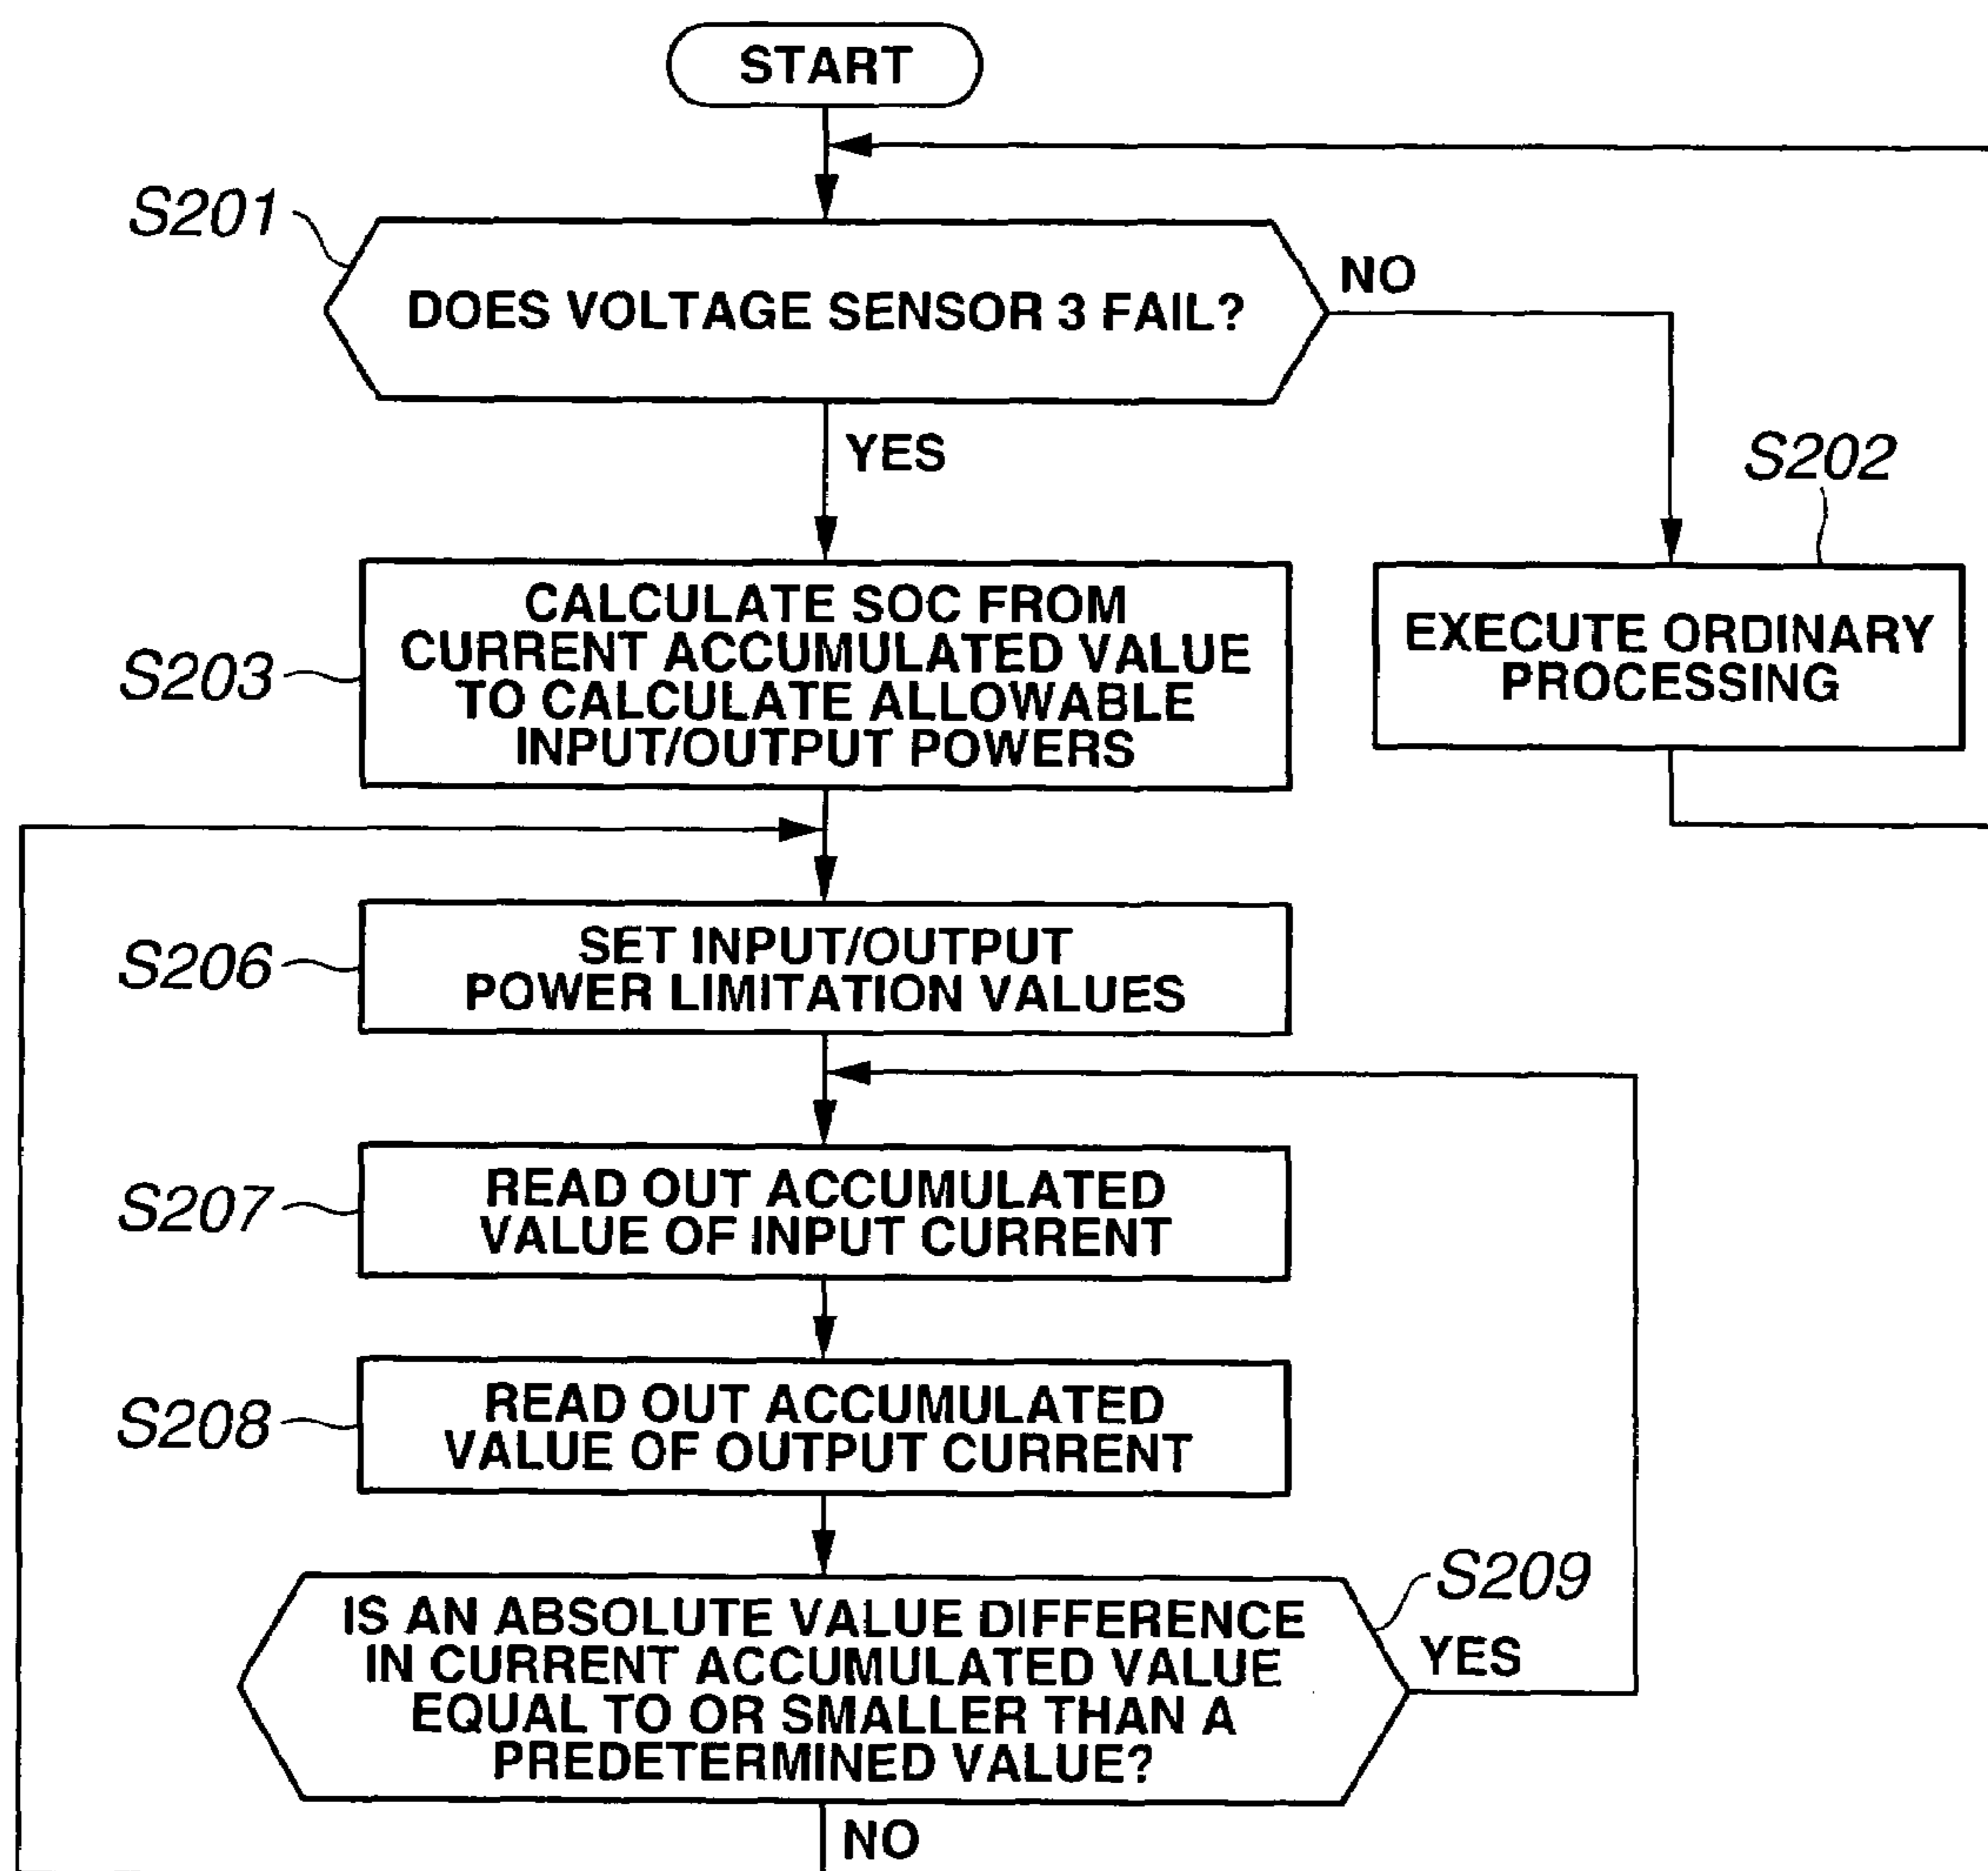 START
S201
DOES VOLTAGE SENSOR 3 FAIL?
NO
YES
S202
EXECUTE ORDINARY
PROCESSING
S203
CALCULATE SOC FROM
CURRENT ACCUMULATED VALUE
TO CALCULATE ALLOWABLE
INPUT/OUTPUT POWERS
S206
SET INPUT/OUTPUT
POWER LIMITATION VALUES
S207
READ OUT ACCUMULATED
VALUE OF INPUT CURRENT
S208
READ OUT ACCUMULATED
VALUE OF OUTPUT CURRENT
S209
IS AN ABSOLUTE VALUE DIFFERENCE
IN CURRENT ACCUMULATED VALUE
EQUAL TO OR SMALLER THAN A
PREDETERMINED VALUE?
YES
NO